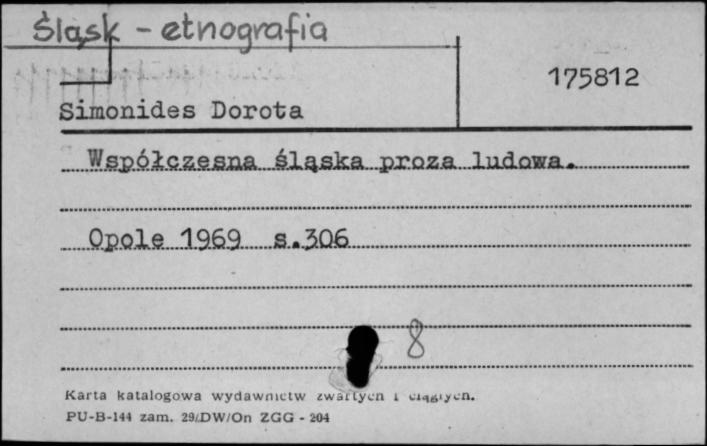 Śląsk - etnografia
175812
Simonides Dorota
Współczesna śląska proza ludowa.
Opole 1969 s.306
8
Karta katalogowa wydawnictw zwartych i ciągłych.
PU-B-144 zam. 29/DW/On ZGG - 204